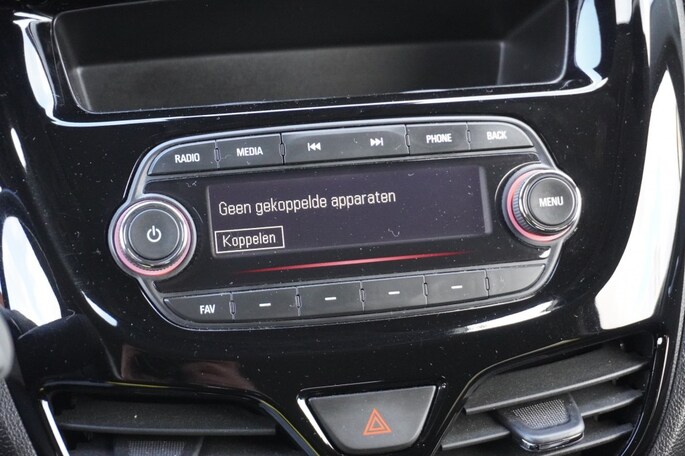 RADIO MEDIA PHONE BACK
Geen gekoppelde apparaten
MENU
Koppelen
FAV